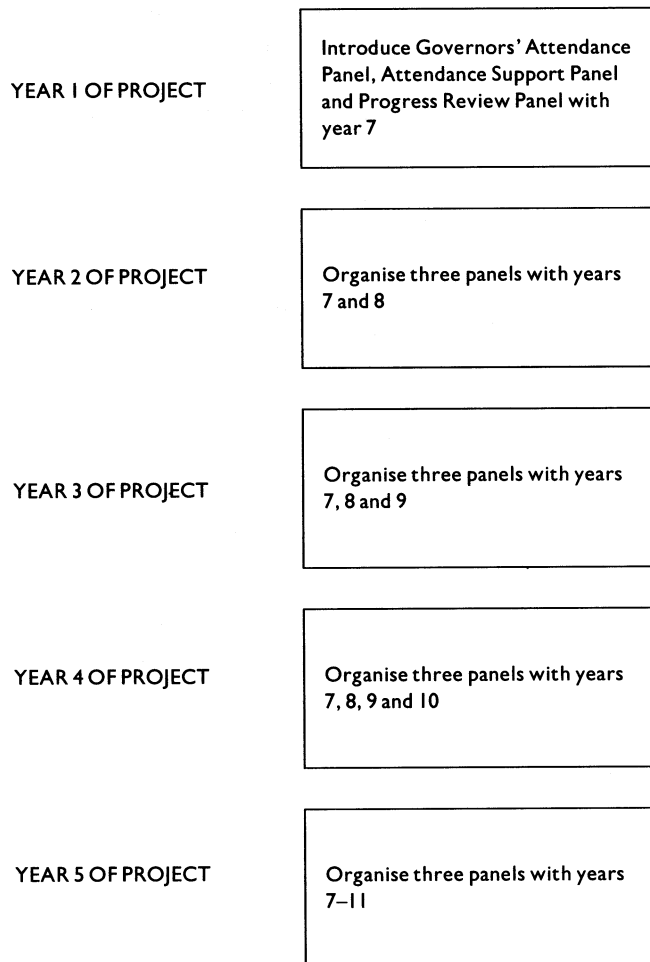 YEAR 1 OF PROJECT
Introduce Governors' Attendance
Panel, Attendance Support Panel
and Progress Review Panel with
year 7
YEAR 2 OF PROJECT
Organise three panels with years
7 and 8
YEAR 3 OF PROJECT
Organise three panels with years
7, 8 and 9
YEAR 4 OF PROJECT
Organise three panels with years
7, 8, 9 and 10
YEAR 5 OF PROJECT
Organise three panels with years
7–11